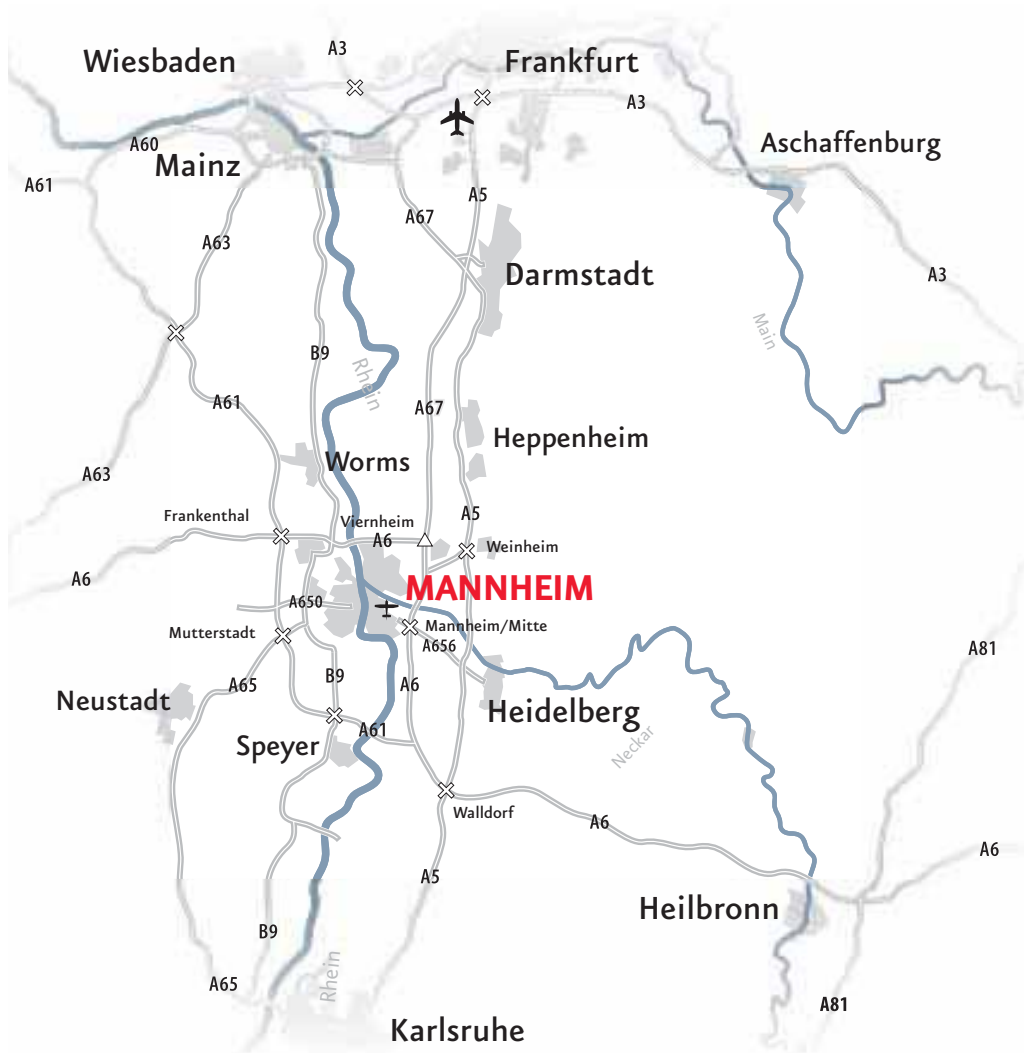 A3
Wiesbaden
Frankfurt
A3
A60
Aschaffenburg
Mainz
A61
A5
A67
A63
Darmstadt
A3
Main
B9
Rhein
A61
A67
Heppenheim
Worms
A63
A5
Frankenthal
Viernheim
A6
Weinheim
A6
MANNHEIM
A650
Mutterstadt
Mannheim/Mitte
A656
A81
B9
A65
A6
Neustadt
Heidelberg
A61
Speyer
Neckar
Walldorf
A6
A6
A5
Heilbronn
B9
Rhein
A65
A81
Karlsruhe